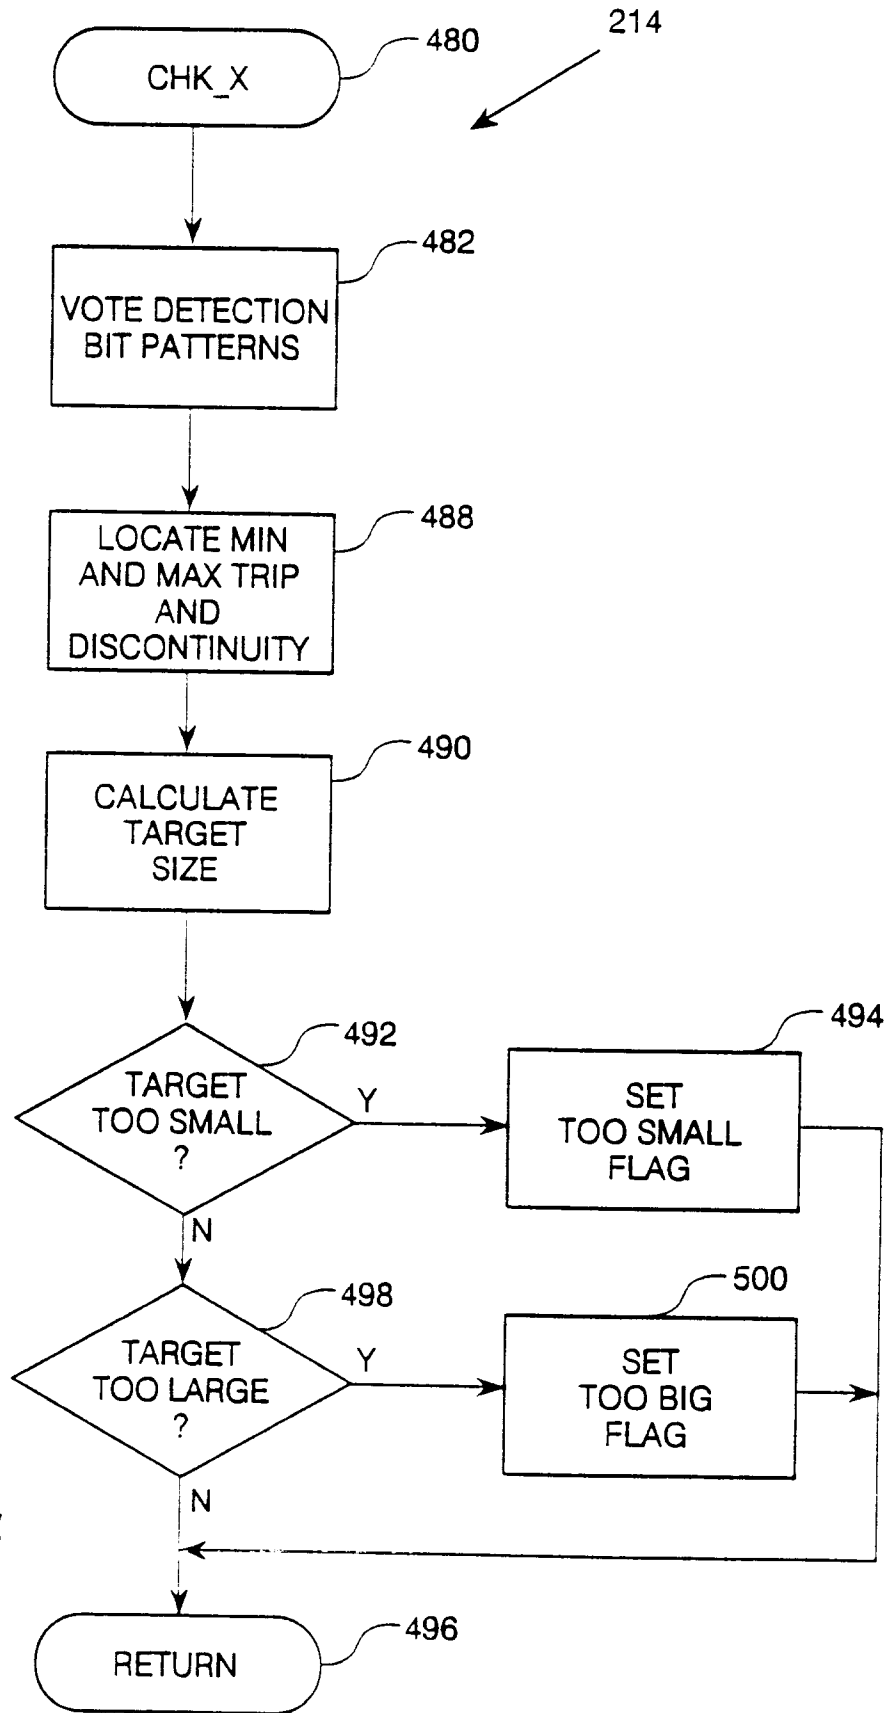 214
CHK_X
480
VOTE DETECTION
BIT PATTERNS
482
LOCATE MIN
AND MAX TRIP
AND
DISCONTINUITY
488
CALCULATE
TARGET
SIZE
490
TARGET
TOO SMALL
?
492
Y
N
SET
TOO SMALL
FLAG
494
TARGET
TOO LARGE
?
498
Y
N
SET
TOO BIG
FLAG
500
RETURN
496